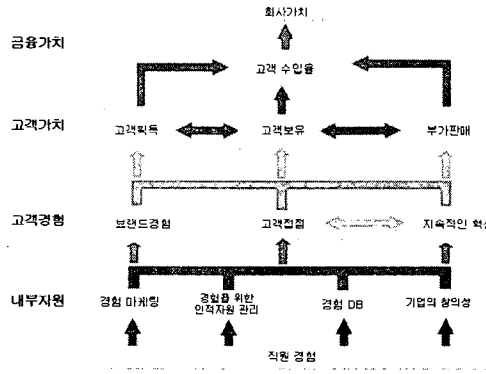 회사가치
금융가치
고객 수입율
고객가치
고객획득
고객보유
부가판매
고객경험
브랜드경험
고객접점
지속적인 혁신
내부자원
경험 마케팅
경험을 위한
인적자원 관리
경험 DB
기업의 창의성
직원 경험